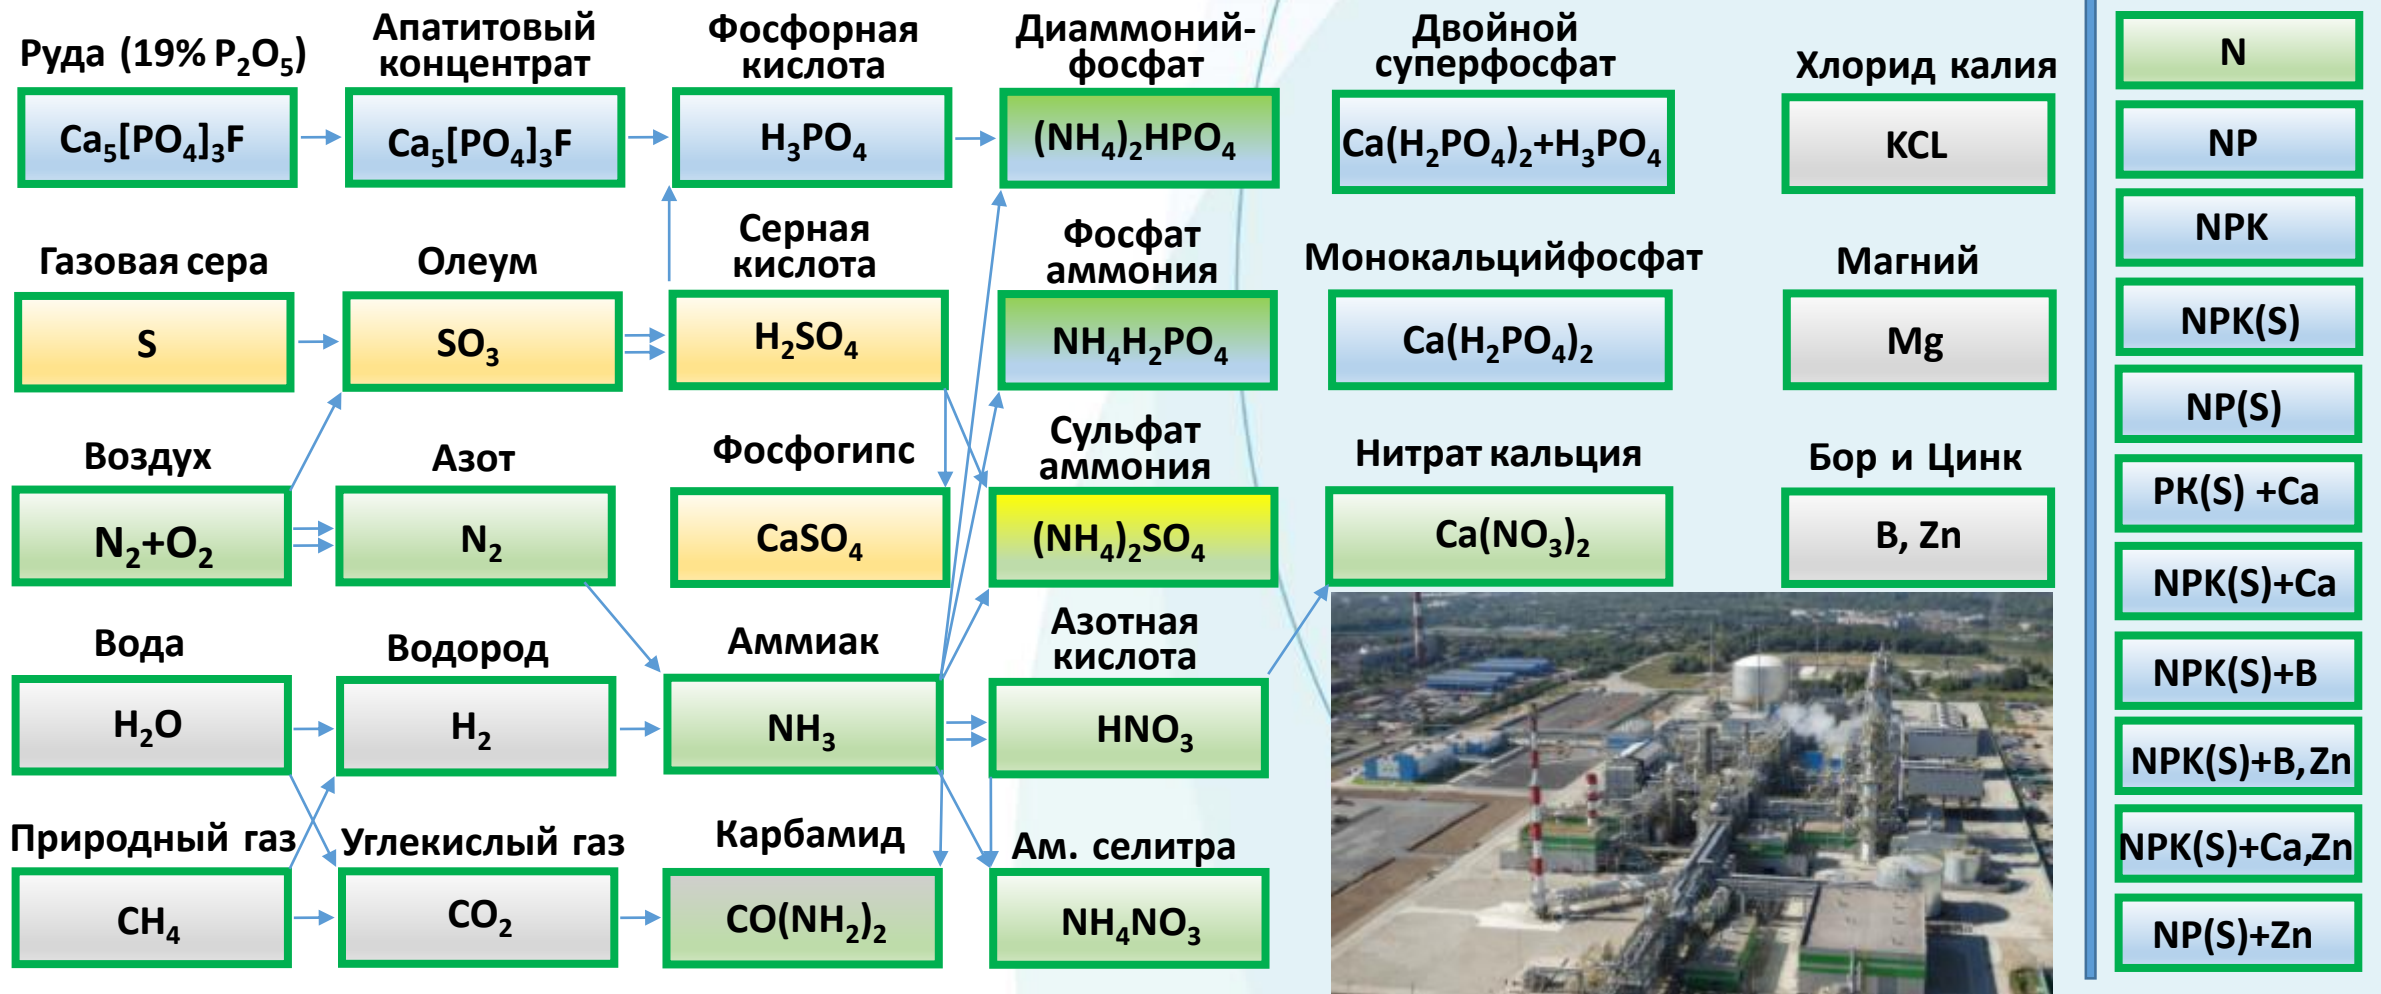 Руда (19% P₂O₅)
Ca₅[PO₄]₃F
Апатитовый
концентрат
Ca₅[PO₄]₃F
Фосфорная
кислота
H₃PO₄
Диаммоний-
фосфат
(NH₄)₂HPO₄
Двойной
суперфосфат
Ca(H₂PO₄)₂+H₃PO₄
Хлорид калия
KCL
Газовая сера
S
Олеум
SO₃
Серная
кислота
H₂SO₄
Фосфат
аммония
NH₄H₂PO₄
Монокальцийфосфат
Ca(H₂PO₄)₂
Магний
Mg
Воздух
N₂+O₂
Азот
N₂
Фосфогипс
CaSO₄
Сульфат
аммония
(NH₄)₂SO₄
Нитрат кальция
Ca(NO₃)₂
Бор и Цинк
B, Zn
Вода
H₂O
Водород
H₂
Аммиак
NH₃
Азотная
кислота
HNO₃
Природный газ
CH₄
Углекислый газ
CO₂
Карбамид
CO(NH₂)₂
Ам. селитра
NH₄NO₃
N
NP
NPK
NPK(S)
NP(S)
PK(S) +Ca
NPK(S)+Ca
NPK(S)+B
NPK(S)+B,Zn
NPK(S)+Ca,Zn
NP(S)+Zn